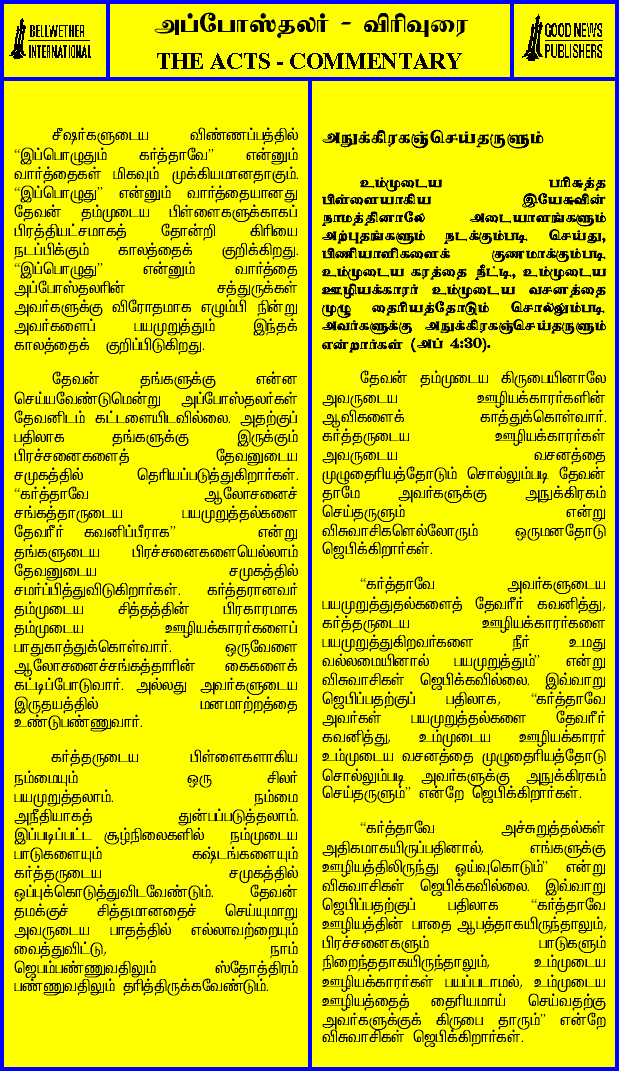 BELLWETHER
INTERNATIONAL
அப்போஸ்தலர் - விரிவுரை
THE ACTS - COMMENTARY
GOOD NEWS
PUBLISHERS
சீஷர்களுடைய விண்ணப்பத்தில்
“இப்பொழுதும் கர்த்தாவே” என்னும்
வார்த்தைகள் மிகவும் முக்கியமானதாகும்.
“இப்பொழுது” என்னும் வார்த்தையானது
தேவன் தம்முடைய பிள்ளைகளுக்காகப்
பிரத்தியட்சமாகத் தோன்றி கிரியை
நடப்பிக்கும் காலத்தைக் குறிக்கிறது.
“இப்பொழுது” என்னும் வார்த்தை
அப்போஸ்தலரின் சத்துருக்கள்
அவர்களுக்கு விரோதமாக எழும்பி நின்று
அவர்களைப் பயமுறுத்தும் இந்தக்
காலத்தைக் குறிப்பிடுகிறது.
தேவன் தங்களுக்கு என்ன
செய்யவேண்டுமென்று அப்போஸ்தலர்கள்
தேவனிடம் கட்டளையிடவில்லை. அதற்குப்
பதிலாக தங்களுக்கு இருக்கும்
பிரச்சனைகளைத் தேவனுடைய
சமுகத்தில் தெரியப்படுத்துகிறார்கள்.
“கர்த்தாவே ஆலோசனைச்
சங்கத்தாருடைய பயமுறுத்தல்களை
தேவரீர் கவனிப்பீராக” என்று
தங்களுடைய பிரச்சனைகளையெல்லாம்
தேவனுடைய சமுகத்தில்
சமர்ப்பித்துவிடுகிறார்கள். கர்த்தரானவர்
தம்முடைய சித்தத்தின் பிரகாரமாக
தம்முடைய ஊழியக்காரர்களைப்
பாதுகாத்துக்கொள்வார். ஒருவேளை
ஆலோசனைச்சங்கத்தாரின் கைகளைக்
கட்டிப்போடுவார். அல்லது அவர்களுடைய
இருதயத்தில் மனமாற்றத்தை
உண்டுபண்ணுவார்.
கர்த்தருடைய பிள்ளைகளாகிய
நம்மையும் ஒரு சிலர்
பயமுறுத்தலாம். நம்மை
அநீதியாகத் துன்பப்படுத்தலாம்.
இப்படிப்பட்ட சூழ்நிலைகளில் நம்முடைய
பாடுகளையும் கஷ்டங்களையும்
கர்த்தருடைய சமுகத்தில்
ஒப்புக்கொடுத்துவிடவேண்டும். தேவன்
தமக்குச் சித்தமானதைச் செய்யுமாறு
அவருடைய பாதத்தில் எல்லாவற்றையும்
வைத்துவிட்டு, நாம்
ஜெபம்பண்ணுவதிலும் ஸ்தோத்திரம்
பண்ணுவதிலும் தரித்திருக்கவேண்டும்.
அநுக்கிரகஞ்செய்தருளும்
உம்முடைய பரிசுத்த
பிள்ளையாகிய இயேசுவின்
நாமத்தினாலே அடையாளங்களும்
அற்புதங்களும் நடக்கும்படி செய்து,
பிணியாளிகளைக் குணமாக்கும்படி
உம்முடைய கரத்தை நீட்டி, உம்முடைய
ஊழியக்காரர் உம்முடைய வசனத்தை
முழு தைரியத்தோடும் சொல்லும்படி
அவர்களுக்கு அநுக்கிரகஞ்செய்தருளும்
என்றார்கள் (அப் 4:30).
தேவன் தம்முடைய கிருபையினாலே
அவருடைய ஊழியக்காரர்களின்
ஆவிகளைக் காத்துக்கொள்வார்.
கர்த்தருடைய ஊழியக்காரர்கள்
அவருடைய வசனத்தை
முழுதைரியத்தோடும் சொல்லும்படி தேவன்
தாமே அவர்களுக்கு அநுக்கிரகம்
செய்தருளும் என்று
விசுவாசிகளெல்லோரும் ஒருமனதோடு
ஜெபிக்கிறார்கள்.
“கர்த்தாவே அவர்களுடைய
பயமுறுத்துதல்களைத் தேவரீர் கவனித்து,
கர்த்தருடைய ஊழியக்காரர்களை
பயமுறுத்துகிறவர்களை நீர் உமது
வல்லமையினால் பயமுறுத்தும்” என்று
விசுவாசிகள் ஜெபிக்கவில்லை. இவ்வாறு
ஜெபிப்பதற்குப் பதிலாக, “கர்த்தாவே
அவர்கள் பயமுறுத்தல்களை தேவரீர்
கவனித்து, உம்முடைய ஊழியக்காரர்
உம்முடைய வசனத்தை முழுதைரியத்தோடு
சொல்லும்படி அவர்களுக்கு அநுக்கிரகம்
செய்தருளும்” என்றே ஜெபிக்கிறார்கள்.
“கர்த்தாவே அச்சுறுத்தல்கள்
அதிகமாகயிருப்பதினால், எங்களுக்கு
ஊழியத்திலிருந்து ஓய்வுகொடும்” என்று
விசுவாசிகள் ஜெபிக்கவில்லை. இவ்வாறு
ஜெபிப்பதற்குப் பதிலாக “கர்த்தாவே
ஊழியத்தின் பாதை ஆபத்தாகயிருந்தாலும்,
பிரச்சனைகளும் பாடுகளும்
நிறைந்ததாகயிருந்தாலும், உம்முடைய
ஊழியக்காரர்கள் பயப்படாமல், உம்முடைய
ஊழியத்தைத் தைரியமாய் செய்வதற்கு
அவர்களுக்குக் கிருபை தாரும்” என்றே
விசுவாசிகள் ஜெபிக்கிறார்கள்.